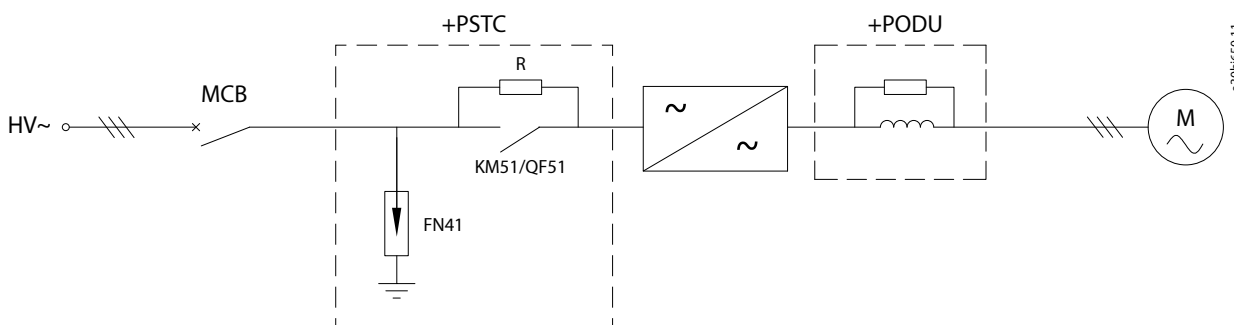 +PSTC
+PODU
R
MCB
HV~
M
KM51/QF51
FN41